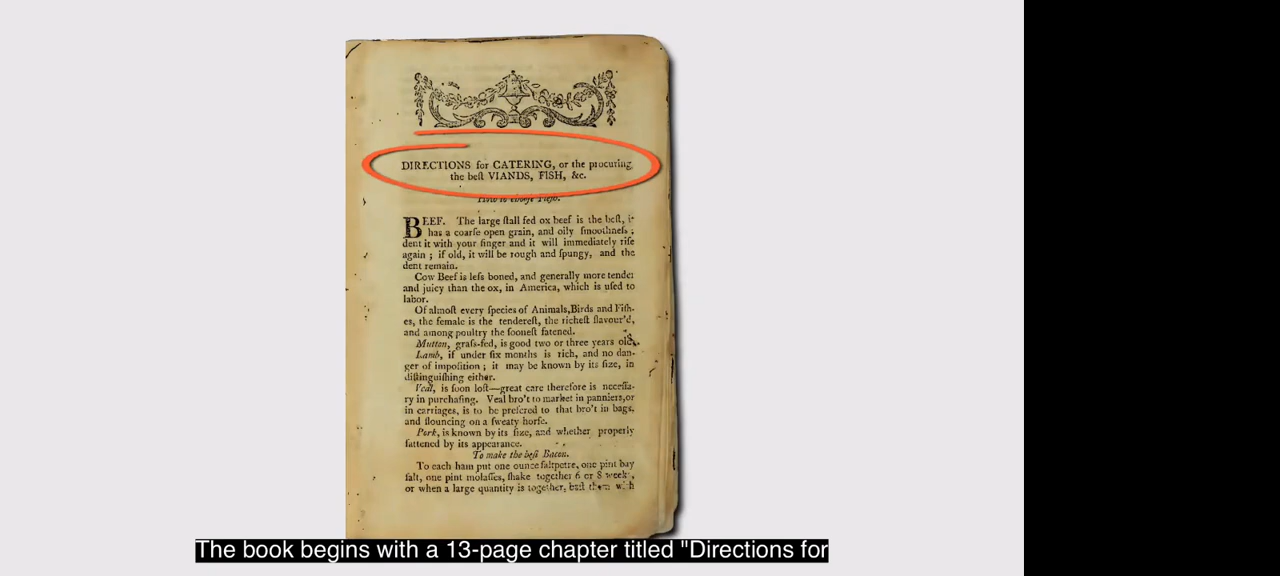 DIRECTIONS for CATERING, or the procuring
the beſt VIANDS, FISH, &c.
How to chooſe Fleſh.
BEEF. The large ſtall fed ox beef is the beſt, it
has a coarſe open grain, and oily ſmoothneſs;
dent it with your finger and it will immediately riſe
again; if old, it will be rough and ſpungy, and the
dent remain.
Cow Beef is leſs boned, and generally more tender
and juicy than the ox, in America, which is uſed to
labor.
Of almoſt every ſpecies of Animals,Birds and Fiſh-
es, the female is the tendereſt, the richeſt flavour'd,
and among poultry the ſooneſt fatened.
Mutton, graſs-fed, is good two or three years old.
Lamb, if under ſix months is rich, and no dan-
ger of impoſition; it may be known by its ſize, in
diſtinguiſhing either.
Veal, is ſoon loſt—great care therefore is neceſſa-
ry in purchaſing. Veal bro't to market in panniers,or
in carriages, is to be prefered to that bro't in bags,
and flouncing on a ſweaty horſe.
Pork, is known by its ſize, and whether properly
fattened by its appearance.
To make the beſt Bacon.
To each ham put one ounce ſaltpetre, one pint bay
ſalt, one pint molaſſes, ſhake together 6 or 8 weeks,
or when a large quantity is together, baſt them with
The book begins with a 13-page chapter titled "Directions for